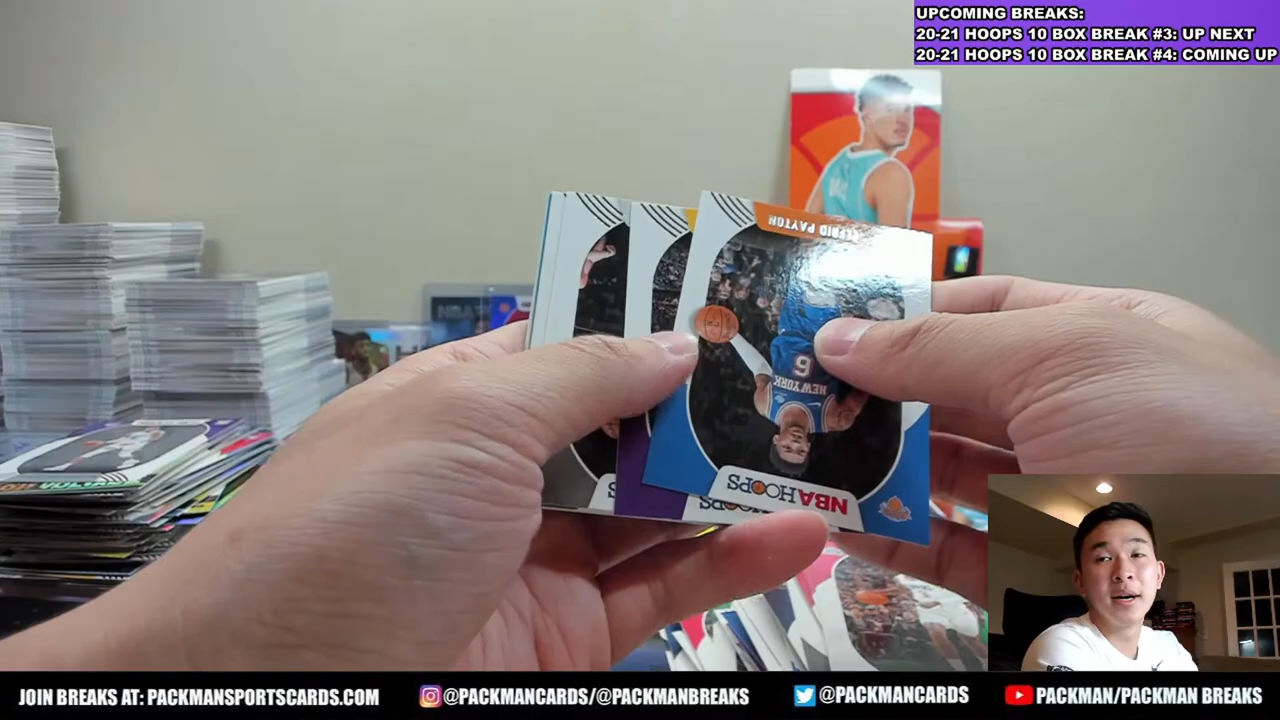 UPCOMING BREAKS:
20-21 HOOPS 10 BOX BREAK #3: UP NEXT
20-21 HOOPS 10 BOX BREAK #4: COMING UP
ELFRID PAYTON
NEW YORK
6
NBA HOOPS
JOIN BREAKS AT: PACKMANSPORTSCARDS.COM
@PACKMANCARDS/@PACKMANBREAKS
@PACKMANCARDS
PACKMAN/PACKMAN BREAKS